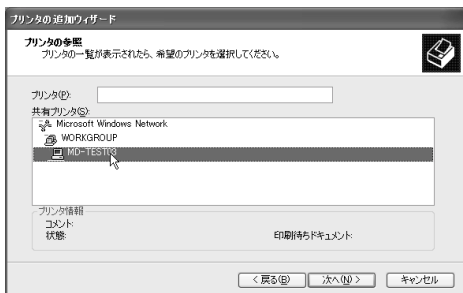 プリンタの追加ウィザード
プリンタの参照
プリンタの一覧が表示されたら、希望のプリンタを選択してください。
プリンタ(P):
共有プリンタ(S):
Microsoft Windows Network
WORKGROUP
MD-TEST03
プリンタ情報
コメント:
状態:
印刷待ちドキュメント:
< 戻る(B)
次へ(N) >
キャンセル